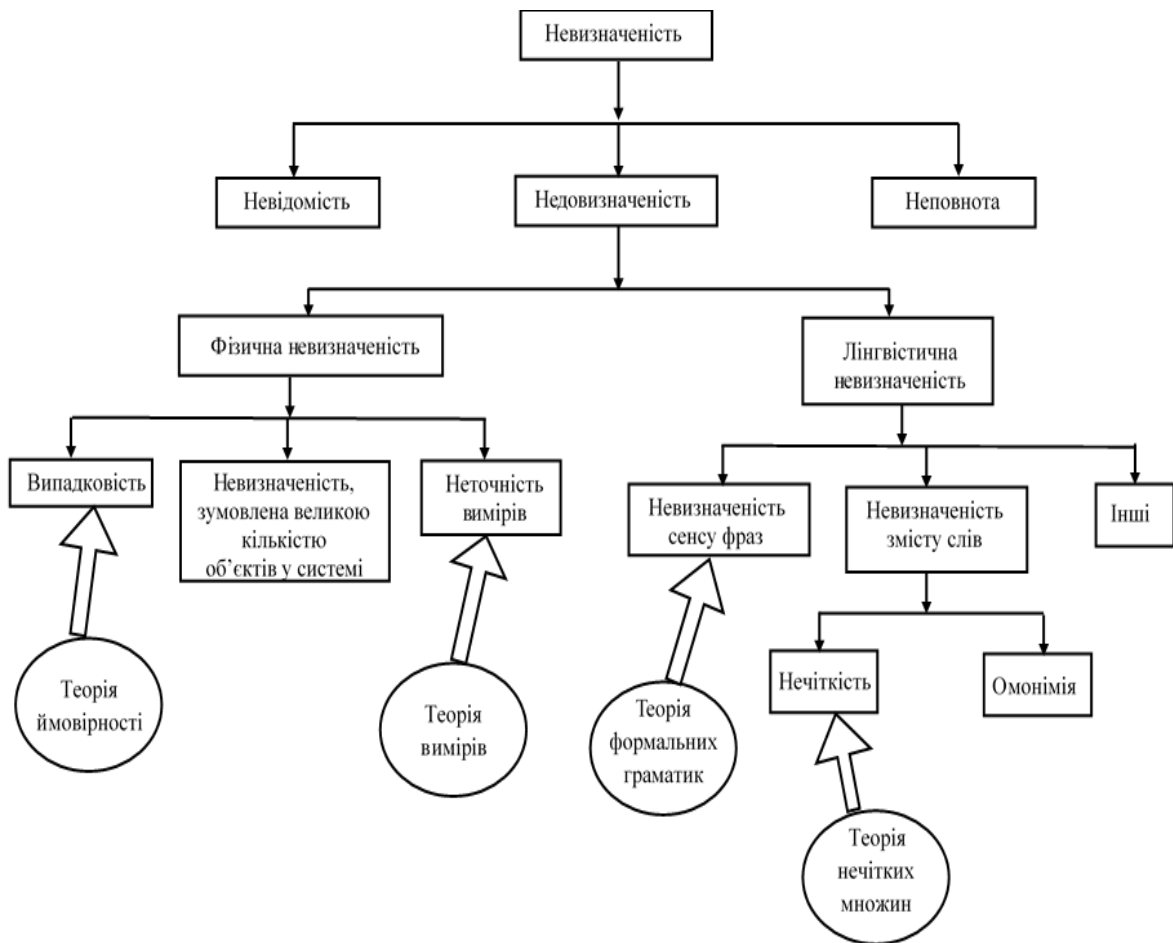 Невизначеність
Невідомість
Недовизначеність
Неповнота
Фізична невизначеність
Лінгвістична
невизначеність
Випадковість
Невизначеність,
зумовлена великою
кількістю
об’єктів у системі
Неточність
вимірів
Невизначеність
сенсу фраз
Невизначеність
змісту слів
Інші
Нечіткість
Омонімія
Теорія
ймовірності
Теорія
вимірів
Теорія
формальних
граматик
Теорія
нечітких
множин